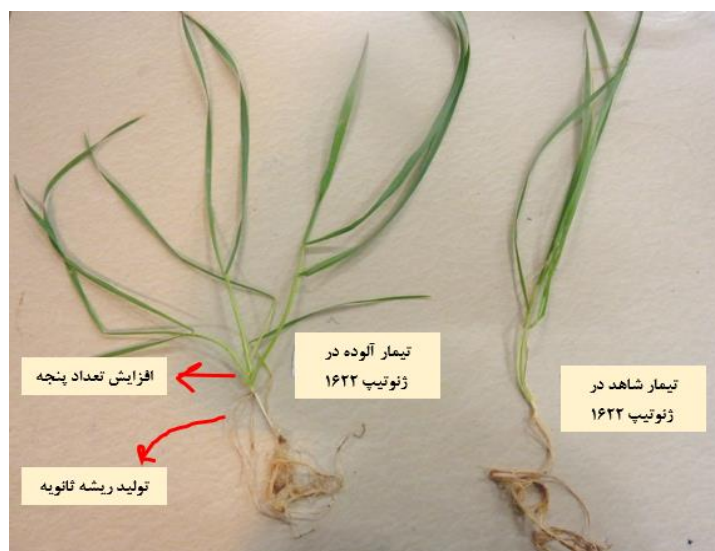 تیمار آلوده در
ژنوتیپ ۱۶۲۲
افزایش تعداد پنجه
تیمار شاهد در
ژنوتیپ ۱۶۲۲
تولید ریشه ثانویه